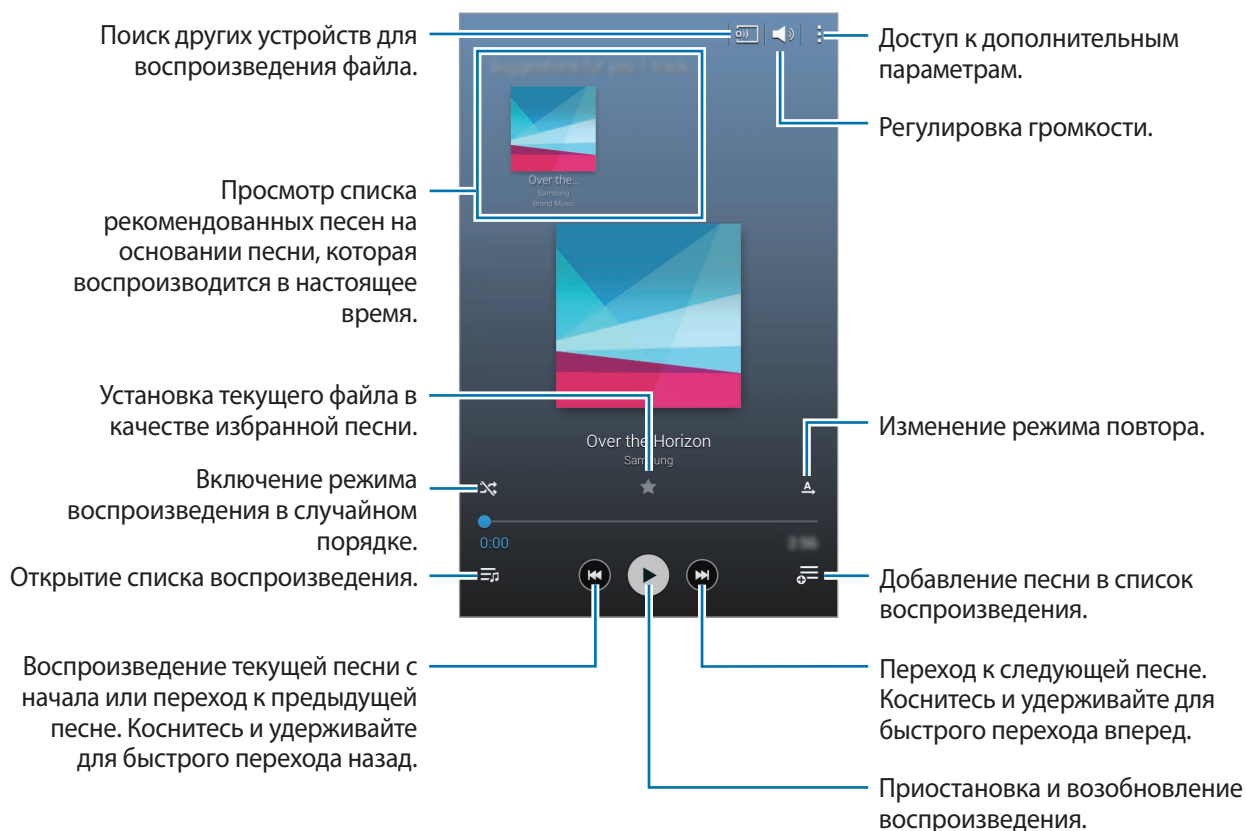 Поиск других устройств для
воспроизведения файла.
Доступ к дополнительным
параметрам.
Регулировка громкости.
Просмотр списка
рекомендованных песен на
основании песни, которая
воспроизводится в настоящее
время.
Over the...
Samsung
Brand Music
Установка текущего файла в
качестве избранной песни.
Over the Horizon
Samsung
Изменение режима повтора.
Включение режима
воспроизведения в случайном
порядке.
0:00
2:56
Открытие списка воспроизведения.
Добавление песни в список
воспроизведения.
Воспроизведение текущей песни с
начала или переход к предыдущей
песне. Коснитесь и удерживайте
для быстрого перехода назад.
Переход к следующей песне.
Коснитесь и удерживайте для
быстрого перехода вперед.
Приостановка и возобновление
воспроизведения.